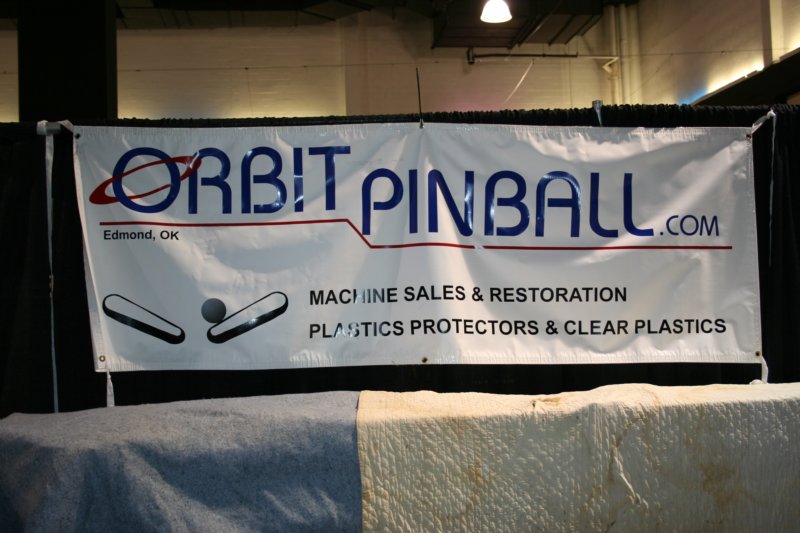 ORBIT PINBALL.COM
Edmond, OK
MACHINE SALES & RESTORATION
PLASTICS PROTECTORS & CLEAR PLASTICS